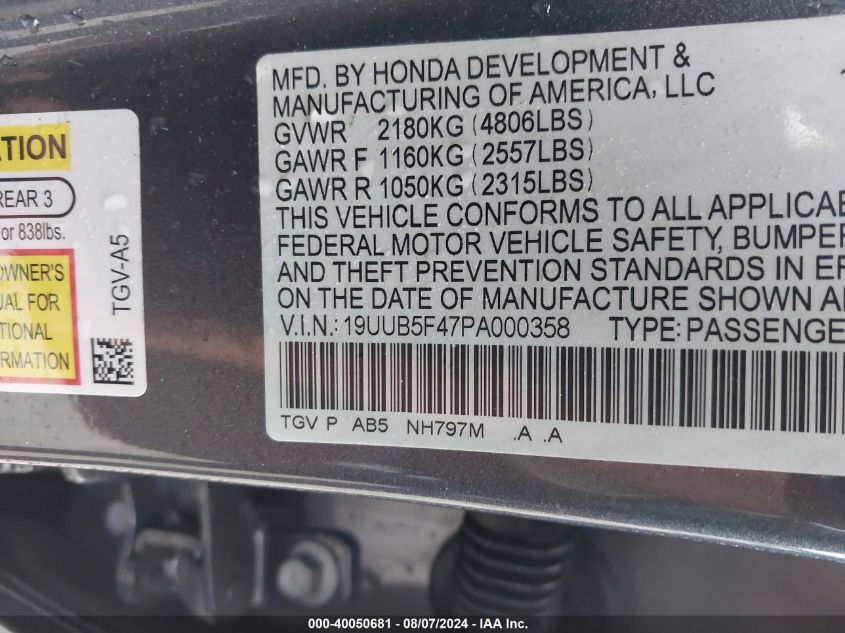 ATION
REAR 3
or 838lbs.
OWNER'S
UAL FOR
TIONAL
ORMATION
TGV-A5
MFD. BY HONDA DEVELOPMENT &
MANUFACTURING OF AMERICA, LLC
GVWR 2180KG (4806LBS)
GAWR F 1160KG (2557LBS)
GAWR R 1050KG (2315LBS)
THIS VEHICLE CONFORMS TO ALL APPLICAB
FEDERAL MOTOR VEHICLE SAFETY, BUMPER
AND THEFT PREVENTION STANDARDS IN EF
ON THE DATE OF MANUFACTURE SHOWN A
V.I.N.: 19UUB5F47PA000358 TYPE:PASSENGE
TGV P AB5 NH797M .A .A
000-40050681 - 08/07/2024 - IAA Inc.